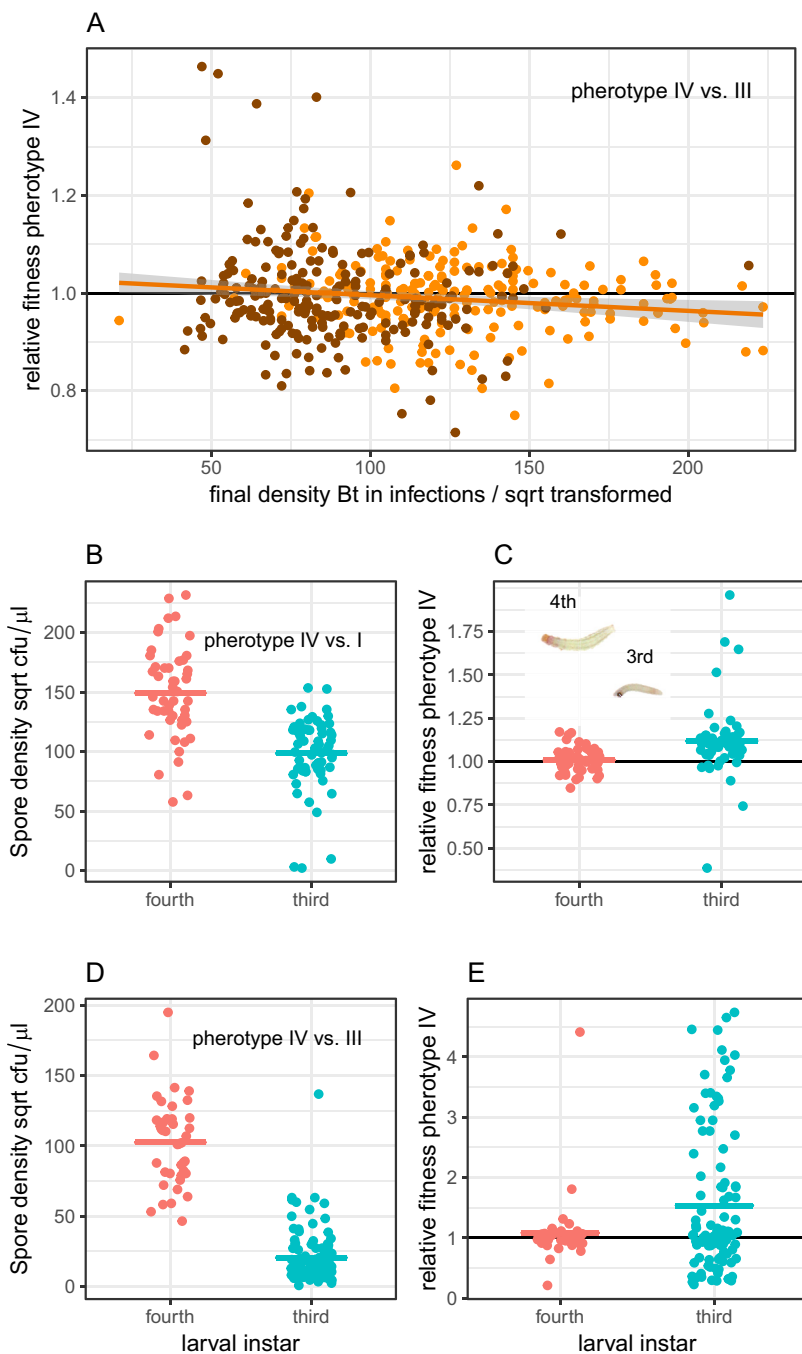 A
pherotype IV vs. III
relative fitness pherotype IV
1.4
1.2
1.0
0.8
50
100
150
200
final density Bt in infections / sqrt transformed
B
pherotype IV vs. I
Spore density sqrt cfu/μl
200
150
100
50
0
fourth
third
C
4th
3rd
relative fitness pherotype IV
1.75
1.50
1.25
1.00
0.75
0.50
fourth
third
D
pherotype IV vs. III
Spore density sqrt cfu/μl
200
150
100
50
0
fourth
third
larval instar
E
relative fitness pherotype IV
4
3
2
1
0
fourth
third
larval instar